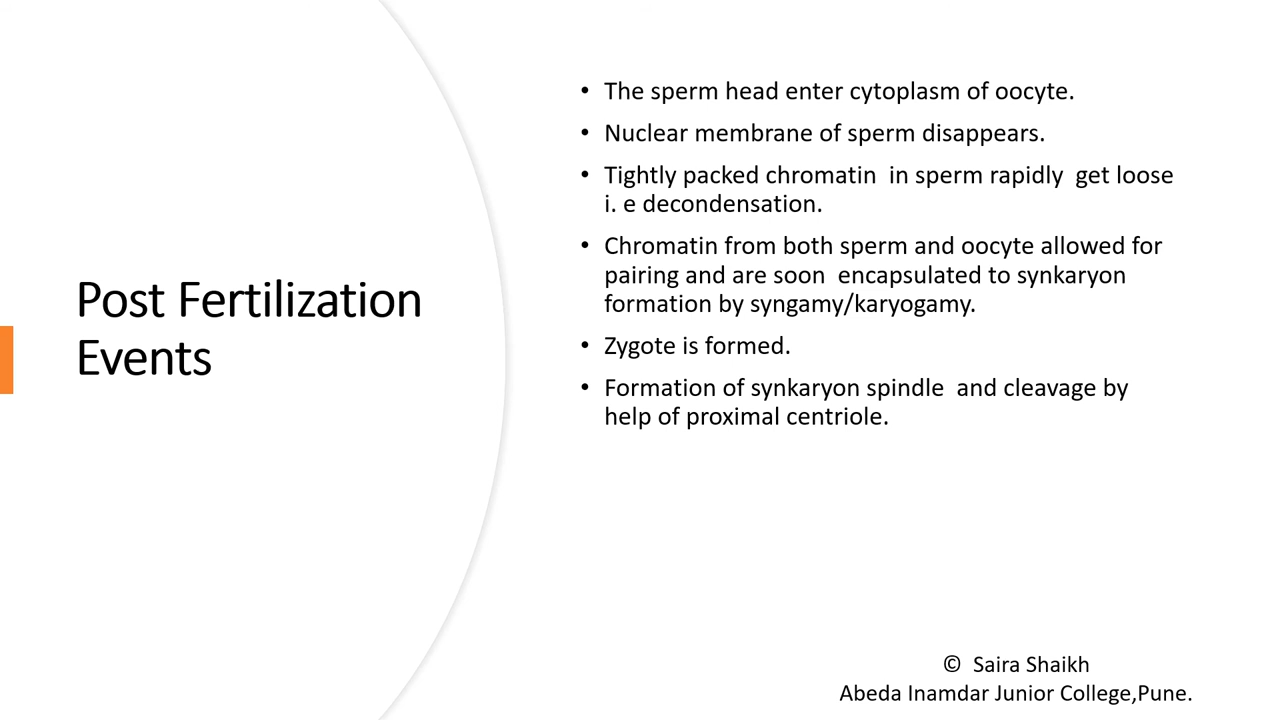 Post Fertilization
Events
• The sperm head enter cytoplasm of oocyte.
• Nuclear membrane of sperm disappears.
• Tightly packed chromatin  in sperm rapidly  get loose
i. e decondensation.
• Chromatin from both sperm and oocyte allowed for
pairing and are soon  encapsulated to synkaryon
formation by syngamy/karyogamy.
• Zygote is formed.
• Formation of synkaryon spindle  and cleavage by
help of proximal centriole.
©  Saira Shaikh
Abeda Inamdar Junior College,Pune.